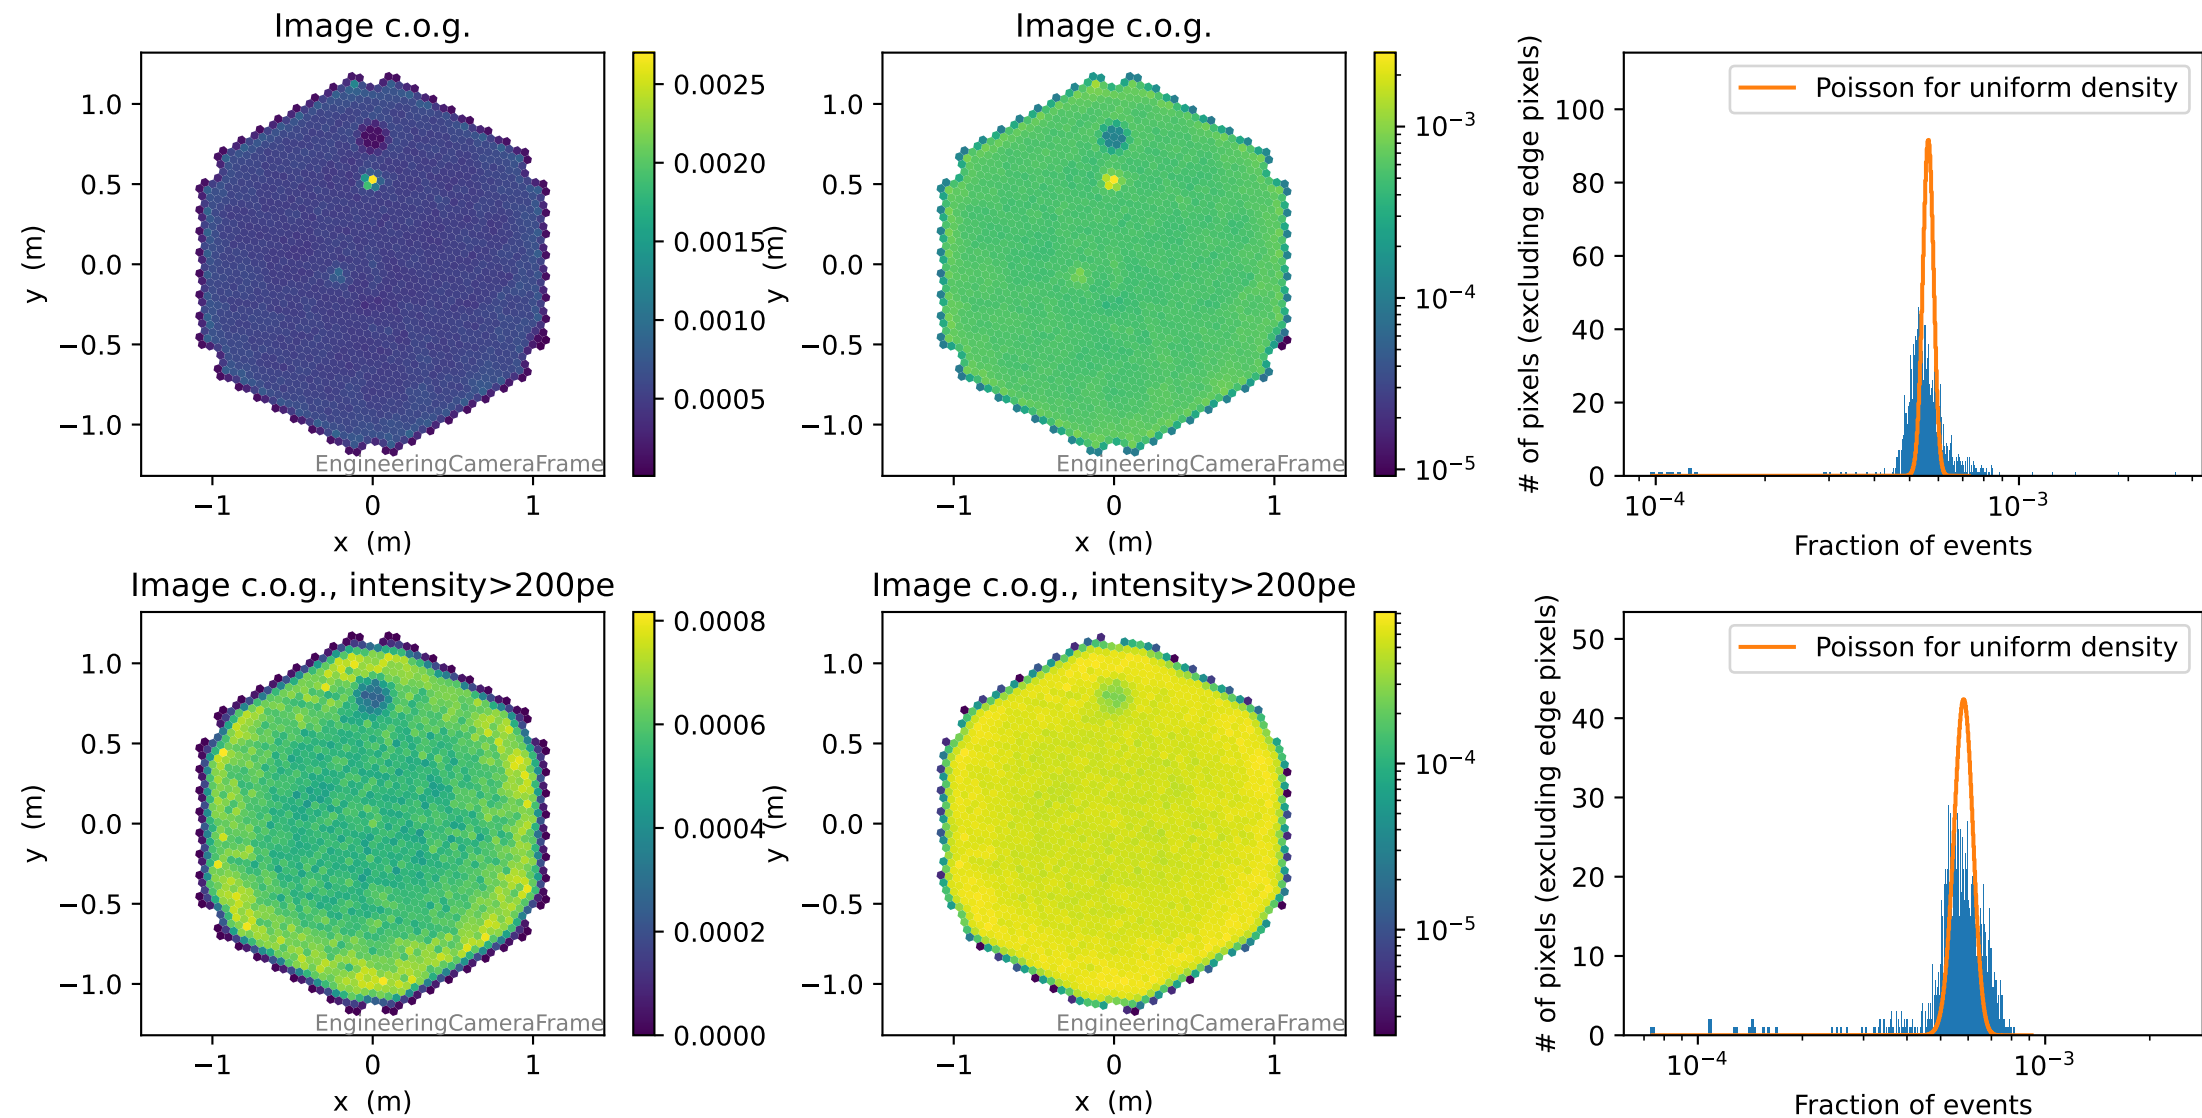 Image c.o.g.
1.0
0.5
0.0
−0.5
−1.0
y (m)
−1 0 1
x (m)
EngineeringCameraFrame
0.0025
0.0020
0.0015
0.0010
0.0005
Image c.o.g.
1.0
0.5
0.0
−0.5
−1.0
y (m)
−1 0 1
x (m)
EngineeringCameraFrame
10⁻³
10⁻⁴
10⁻⁵
Poisson for uniform density
100
80
60
40
20
0
# of pixels (excluding edge pixels)
10⁻⁴ 10⁻³
Fraction of events
Image c.o.g., intensity>200pe
1.0
0.5
0.0
−0.5
−1.0
y (m)
−1 0 1
x (m)
EngineeringCameraFrame
0.0008
0.0006
0.0004
0.0002
0.0000
Image c.o.g., intensity>200pe
1.0
0.5
0.0
−0.5
−1.0
y (m)
−1 0 1
x (m)
EngineeringCameraFrame
10⁻⁴
10⁻⁵
Poisson for uniform density
50
40
30
20
10
0
# of pixels (excluding edge pixels)
10⁻⁴ 10⁻³
Fraction of events